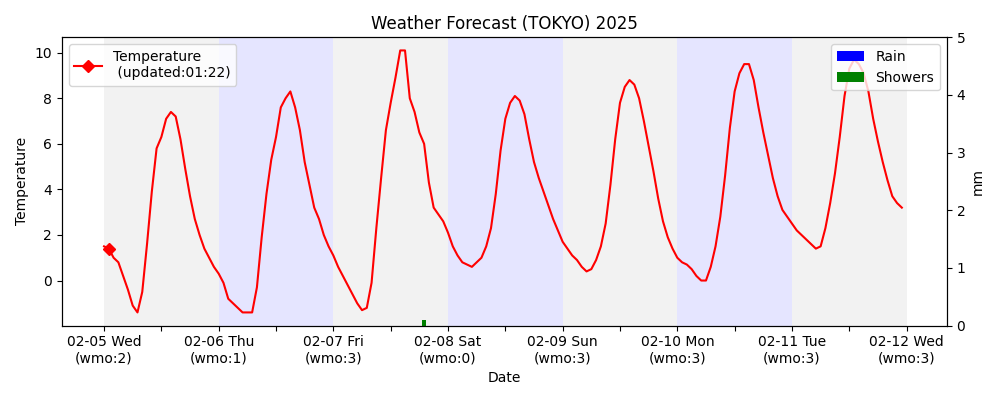 Weather Forecast (TOKYO) 2025
Temperature
(updated:01:22)
Rain
Showers
10
8
6
4
2
0
Temperature
5
4
3
2
1
0
mm
02-05 Wed
(wmo:2)
02-06 Thu
(wmo:1)
02-07 Fri
(wmo:3)
02-08 Sat
(wmo:0)
02-09 Sun
(wmo:3)
02-10 Mon
(wmo:3)
02-11 Tue
(wmo:3)
02-12 Wed
(wmo:3)
Date